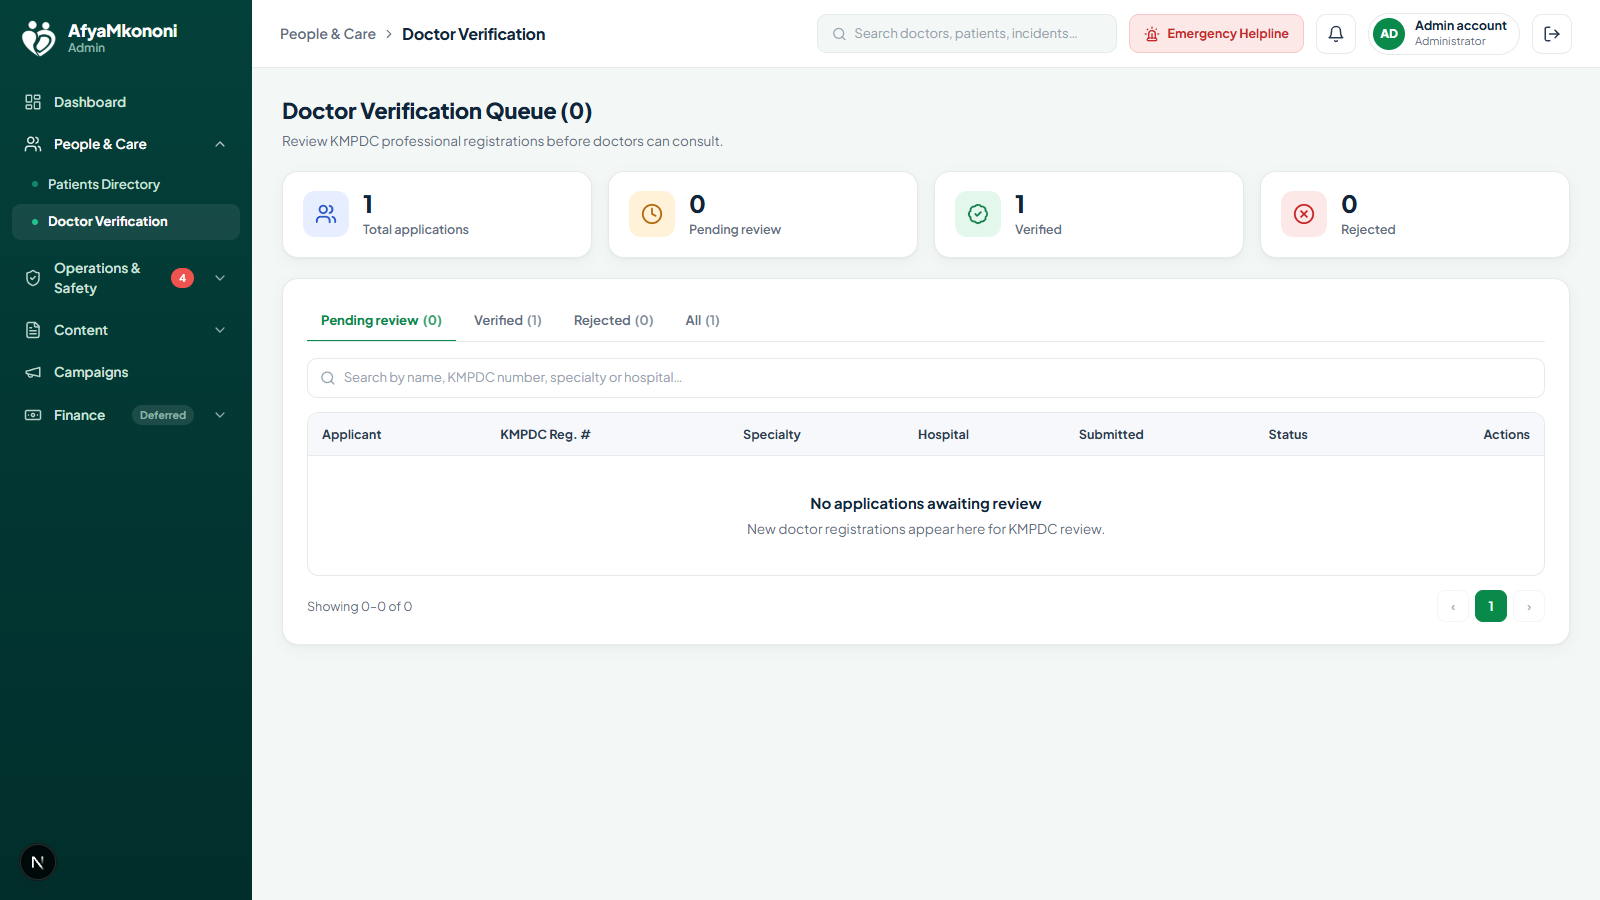 AfyaMkononi
Admin
Dashboard
People & Care
Patients Directory
Doctor Verification
Operations &
Safety
4
Content
Campaigns
Finance
Deferred
N
People & Care > Doctor Verification
Search doctors, patients, incidents...
Emergency Helpline
AD
Admin account
Administrator
Doctor Verification Queue (0)
Review KMPDC professional registrations before doctors can consult.
1
Total applications
0
Pending review
1
Verified
0
Rejected
Pending review (0) Verified (1) Rejected (0) All (1)
Search by name, KMPDC number, specialty or hospital...
Applicant KMPDC Reg. # Specialty Hospital Submitted Status Actions
No applications awaiting review
New doctor registrations appear here for KMPDC review.
Showing 0–0 of 0
‹ 1 ›